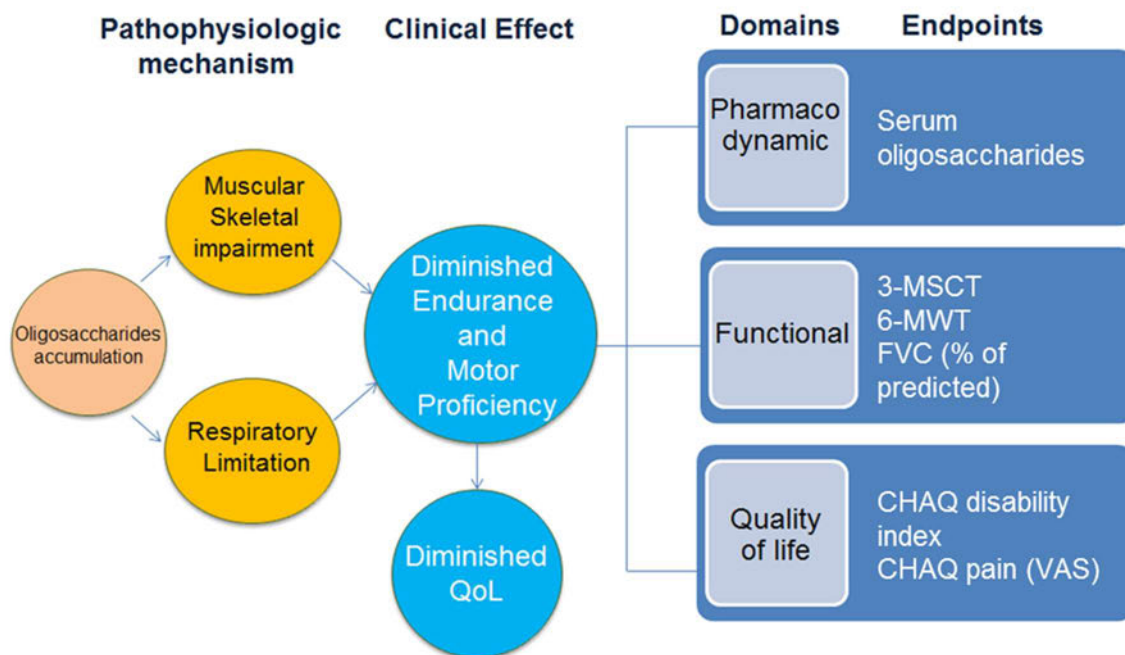 Pathophysiologic
mechanism
Clinical Effect
Domains
Endpoints
Oligosaccharides
accumulation
Muscular
Skeletal
impairment
Respiratory
Limitation
Diminished
Endurance
and
Motor
Proficiency
Diminished
QoL
Pharmaco
dynamic
Serum
oligosaccharides
Functional
3-MSCT
6-MWT
FVC (% of
predicted)
Quality
of life
CHAQ disability
index
CHAQ pain (VAS)